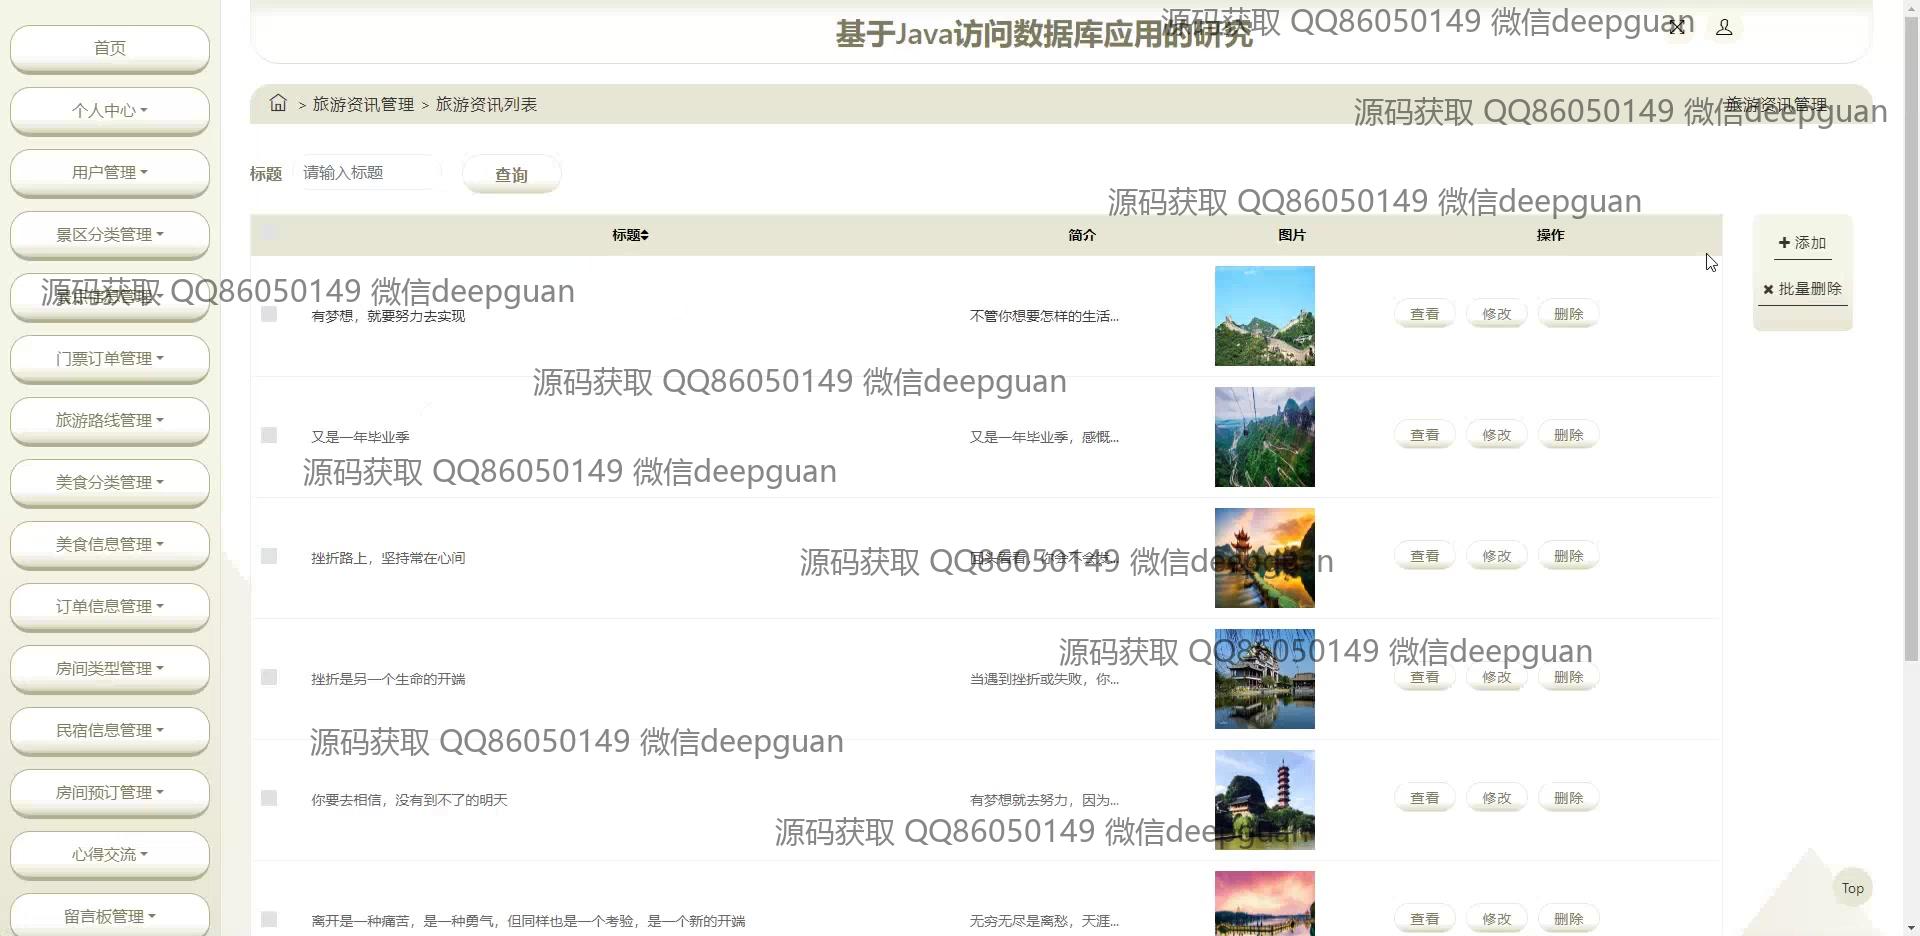 基于Java访问数据库应用的研究
源码获取 QQ86050149 微信deepguan
首页
个人中心
用户管理
景区分类管理
门票订单管理
旅游路线管理
美食分类管理
美食信息管理
订单信息管理
房间类型管理
民宿信息管理
房间预订管理
心得交流
留言板管理
> 旅游资讯管理 > 旅游资讯列表
旅游资讯管理
源码获取 QQ86050149 微信deepguan
标题 请输入标题 查询
源码获取 QQ86050149 微信deepguan
标题 简介 图片 操作
添加
批量删除
源码获取 QQ86050149 微信deepguan
有梦想，就要努力去实现 不管你想要怎样的生活... 查看 修改 删除
源码获取 QQ86050149 微信deepguan
又是一年毕业季 又是一年毕业季，感慨... 查看 修改 删除
源码获取 QQ86050149 微信deepguan
挫折路上，坚持常在心间 查看 修改 删除
源码获取 QQ86050149 微信deepguan
源码获取 QQ86050149 微信deepguan
挫折是另一个生命的开端 当遇到挫折或失败，你... 查看 修改 删除
源码获取 QQ86050149 微信deepguan
你要去相信，没有到不了的明天 有梦想就去努力，因为... 查看 修改 删除
源码获取 QQ86050149 微信deepguan
离开是一种痛苦，是一种勇气，但同样也是一个考验，是一个新的开端 无穷无尽是离愁，天涯... 查看 修改 删除
Top